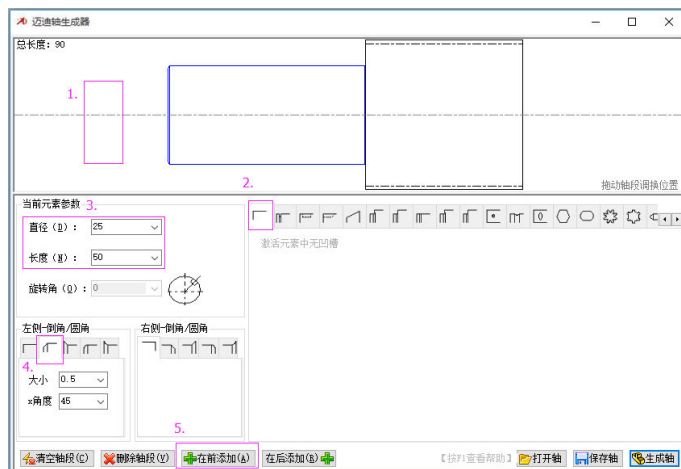 迈迪轴生成器
总长度: 90
1.
2.
拖动轴段调换位置
当前元素参数 3.
直径(D): 25
长度(N): 50
旋转角(O): 0
激活元素中无凹槽
左侧-倒角/圆角
右侧-倒角/圆角
4.
大小 0.5
x角度 45
5.
清空轴段(C) 删除轴段(V) 在前添加(A) 在后添加(B) 【按F1查看帮助】 打开轴 保存轴 生成轴